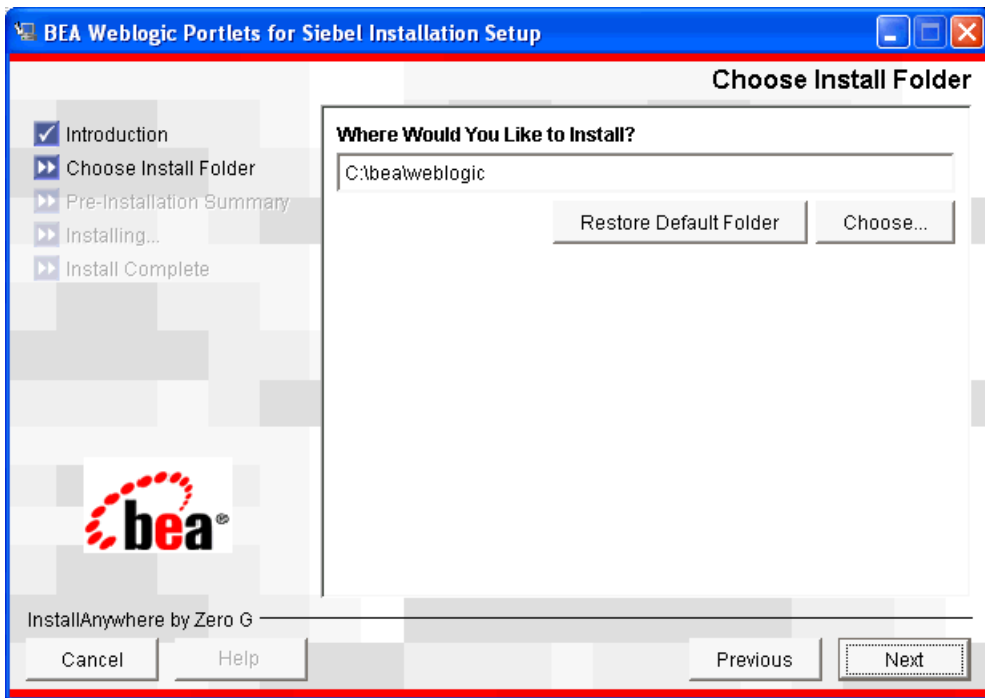 BEA Weblogic Portlets for Siebel Installation Setup
Choose Install Folder
Introduction
Choose Install Folder
Pre-Installation Summary
Installing...
Install Complete
Where Would You Like to Install?
C:\bea\weblogic
Restore Default Folder
Choose...
bea®
InstallAnywhere by Zero G
Cancel
Help
Previous
Next